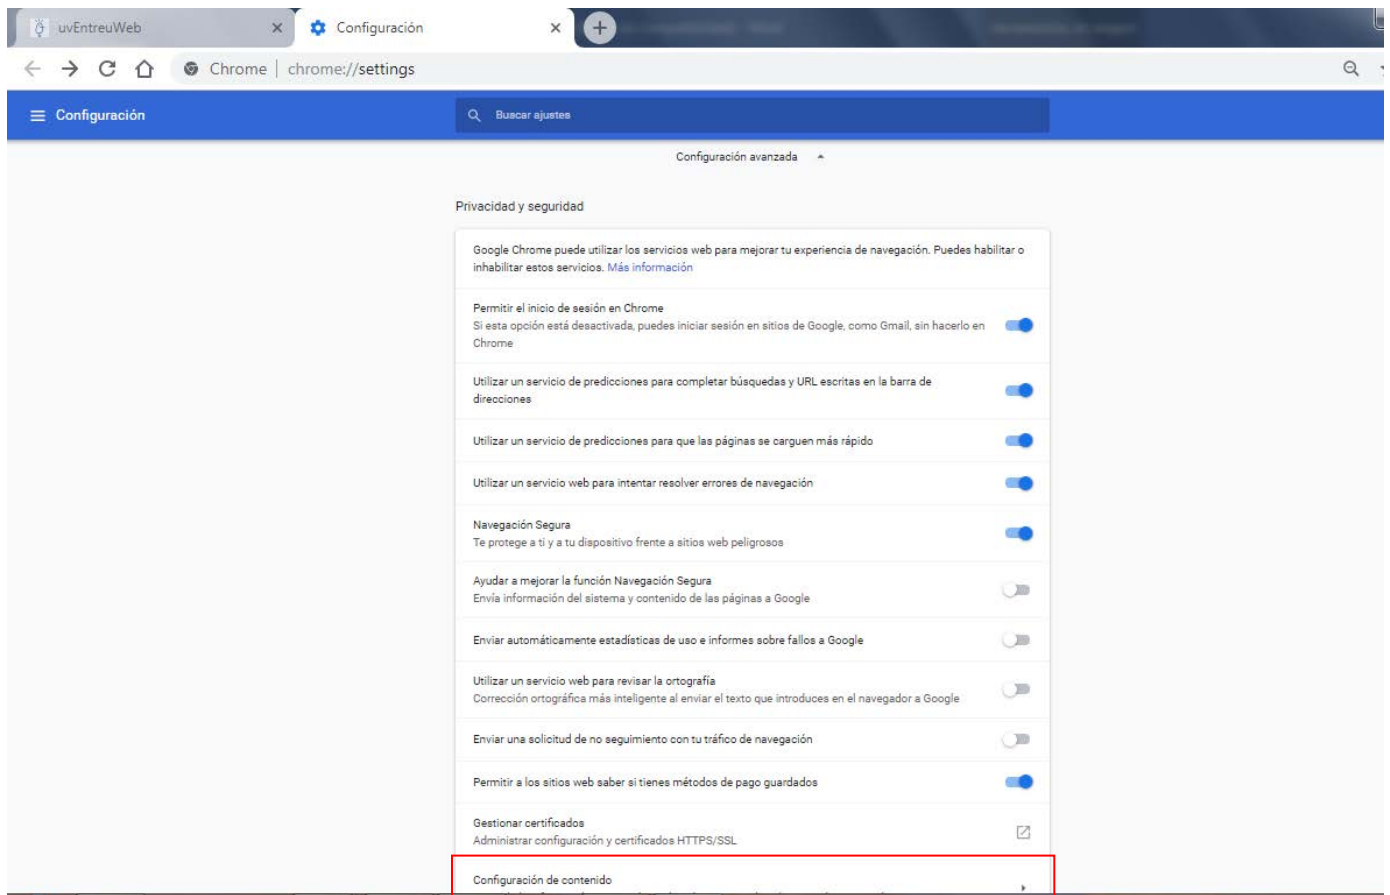 uvEntreuWeb
Configuración
Chrome | chrome://settings
Configuración
Buscar ajustes
Configuración avanzada
Privacidad y seguridad
Google Chrome puede utilizar los servicios web para mejorar tu experiencia de navegación. Puedes habilitar o
inhabilitar estos servicios. Más información
Permitir el inicio de sesión en Chrome
Si esta opción está desactivada, puedes iniciar sesión en sitios de Google, como Gmail, sin hacerlo en
Chrome
Utilizar un servicio de predicciones para completar búsquedas y URL escritas en la barra de
direcciones
Utilizar un servicio de predicciones para que las páginas se carguen más rápido
Utilizar un servicio web para intentar resolver errores de navegación
Navegación Segura
Te protege a ti y a tu dispositivo frente a sitios web peligrosos
Ayudar a mejorar la función Navegación Segura
Envía información del sistema y contenido de las páginas a Google
Enviar automáticamente estadísticas de uso e informes sobre fallos a Google
Utilizar un servicio web para revisar la ortografía
Corrección ortográfica más inteligente al enviar el texto que introduces en el navegador a Google
Enviar una solicitud de no seguimiento con tu tráfico de navegación
Permitir a los sitios web saber si tienes métodos de pago guardados
Gestionar certificados
Administrar configuración y certificados HTTPS/SSL
Configuración de contenido